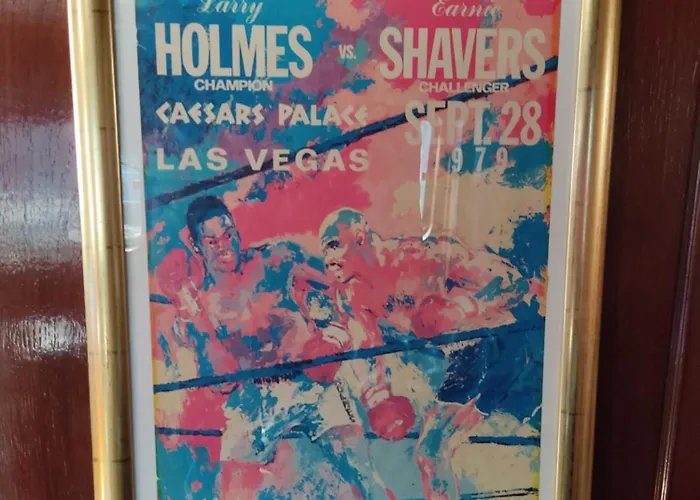 Larry Earnie
HOLMES VS. SHAVERS
CHAMPION CHALLENGER
CAESARS PALACE SEPT. 28
LAS VEGAS 1979